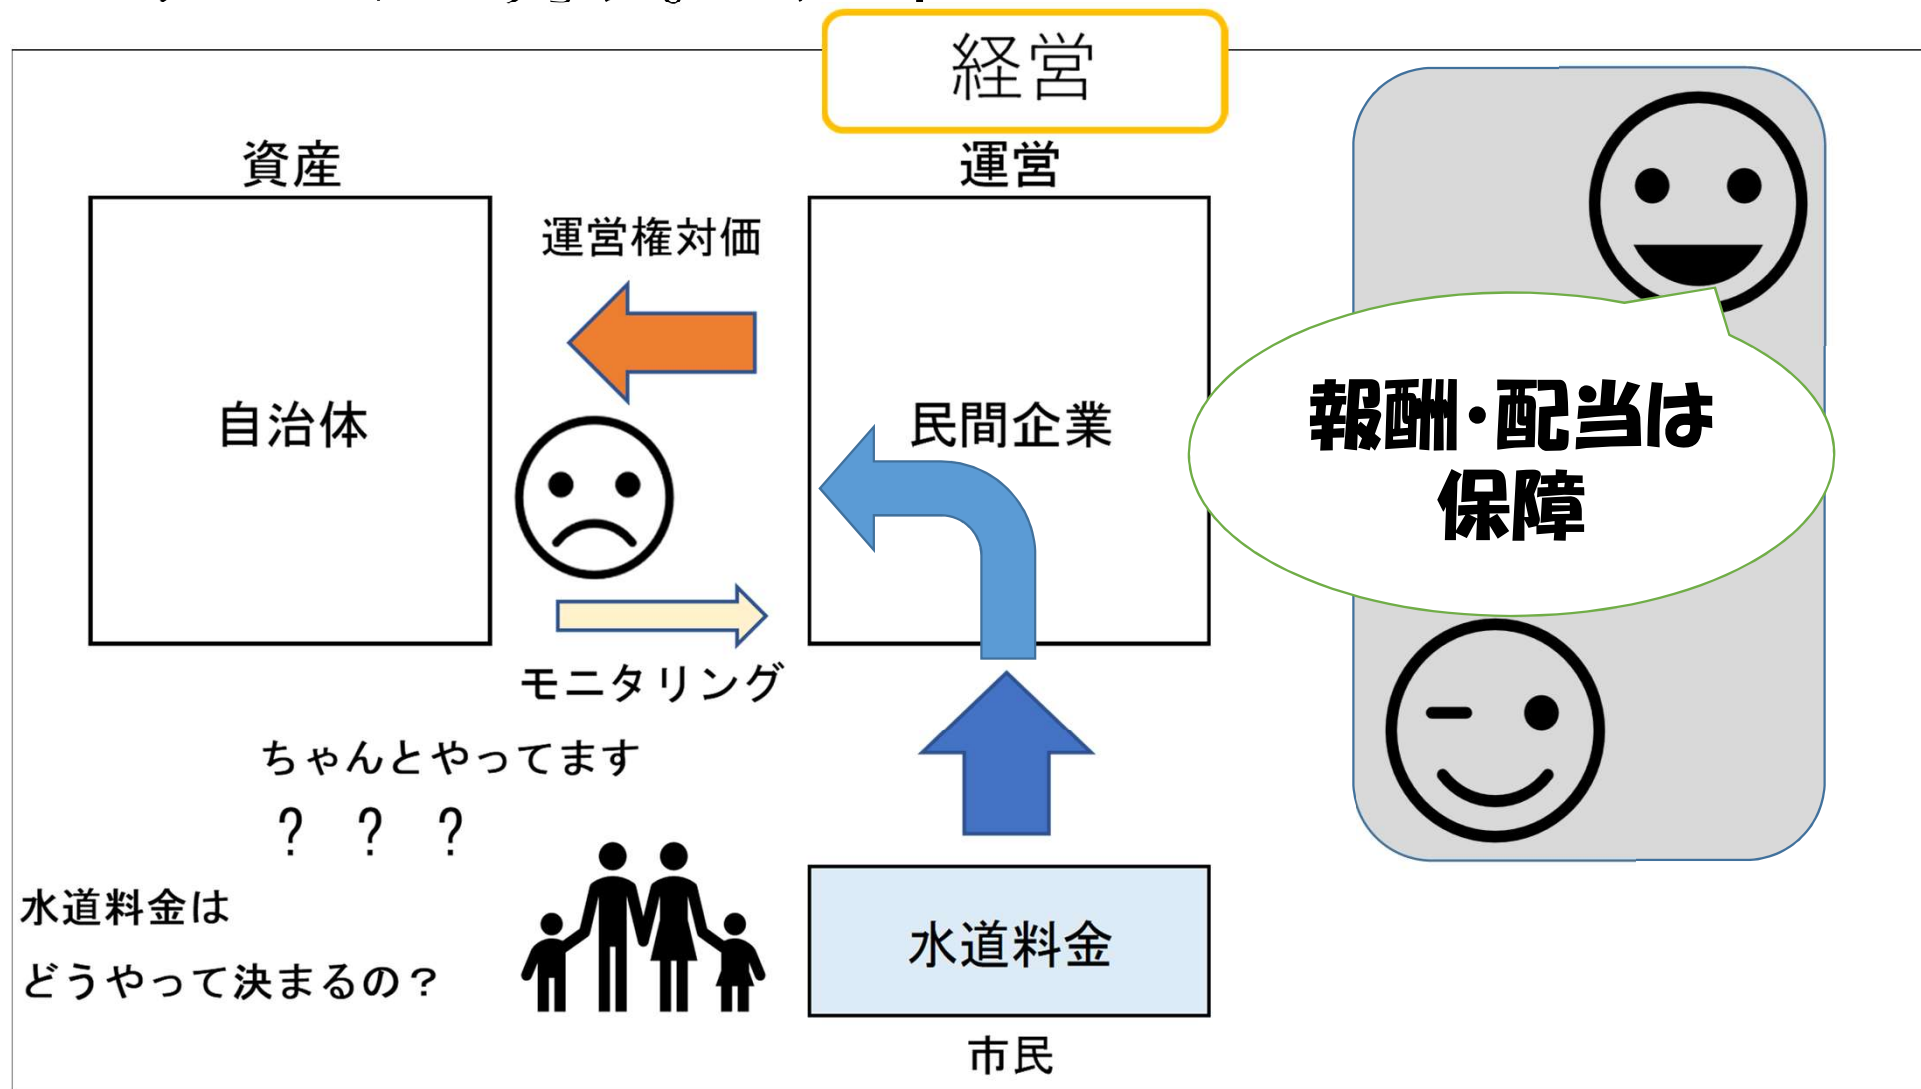 経営
資産
運営
運営権対価
自治体
民間企業
報酬・配当は
保障
モニタリング
ちゃんとやってます
? ? ?
水道料金は
どうやって決まるの？
水道料金
市民